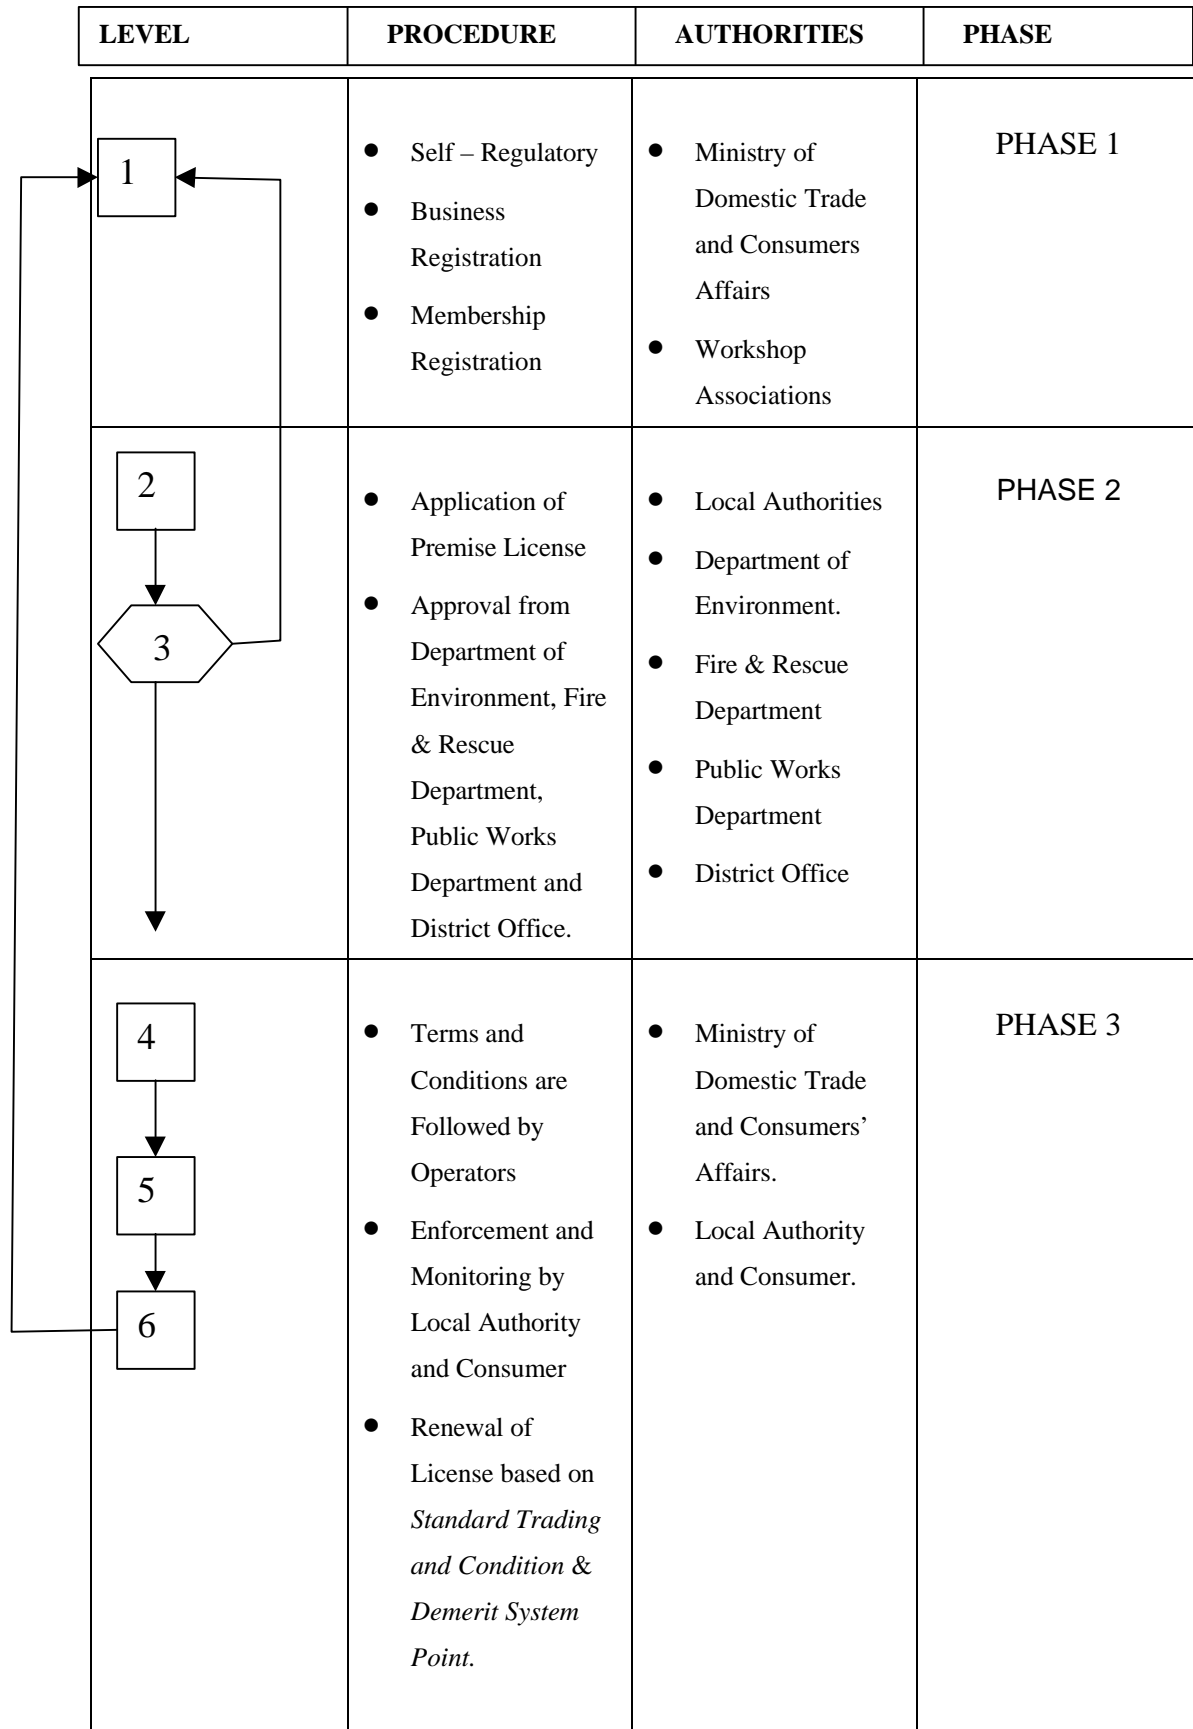 LEVEL PROCEDURE AUTHORITIES PHASE
1
● Self – Regulatory
● Business
Registration
● Membership
Registration
● Ministry of
Domestic Trade
and Consumers
Affairs
● Workshop
Associations
PHASE 1
2
3
● Application of
Premise License
● Approval from
Department of
Environment, Fire
& Rescue
Department,
Public Works
Department and
District Office.
● Local Authorities
● Department of
Environment.
● Fire & Rescue
Department
● Public Works
Department
● District Office
PHASE 2
4
5
6
● Terms and
Conditions are
Followed by
Operators
● Enforcement and
Monitoring by
Local Authority
and Consumer
● Renewal of
License based on
Standard Trading
and Condition &
Demerit System
Point.
● Ministry of
Domestic Trade
and Consumers’
Affairs.
● Local Authority
and Consumer.
PHASE 3